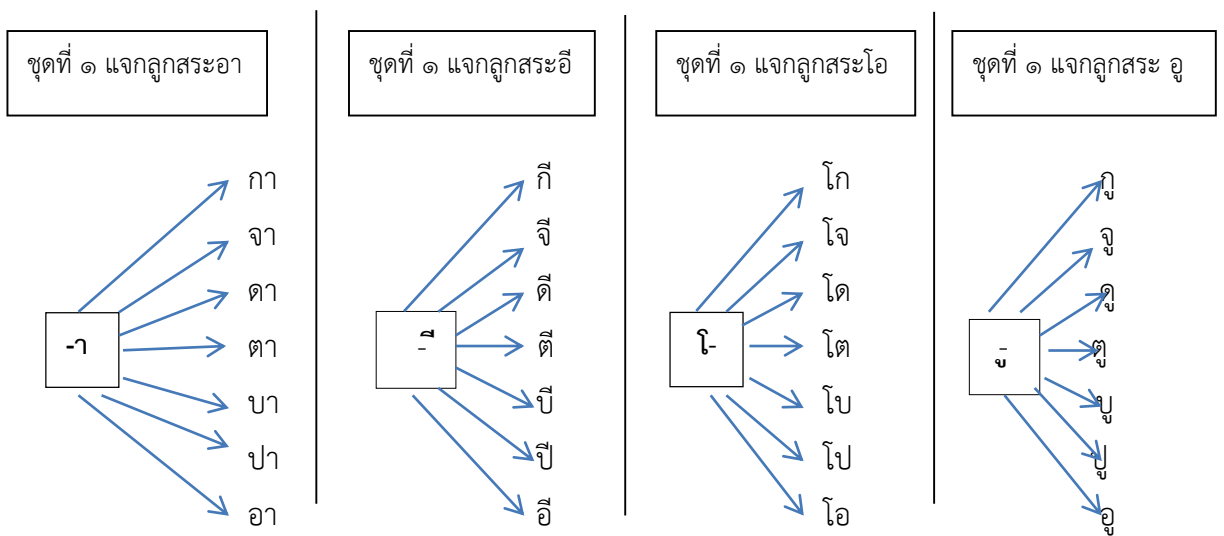 ชุดที่ ๑ แจกลูกสระอา
-า
กา
จา
ดา
ตา
บา
ปา
อา
ชุดที่ ๑ แจกลูกสระอี
-ี
กี
จี
ดี
ตี
บี
ปี
อี
ชุดที่ ๑ แจกลูกสระโอ
โ-
โก
โจ
โด
โต
โบ
โป
โอ
ชุดที่ ๑ แจกลูกสระ อู
-ู
กู
จู
ดู
ตู
บู
ปู
อู